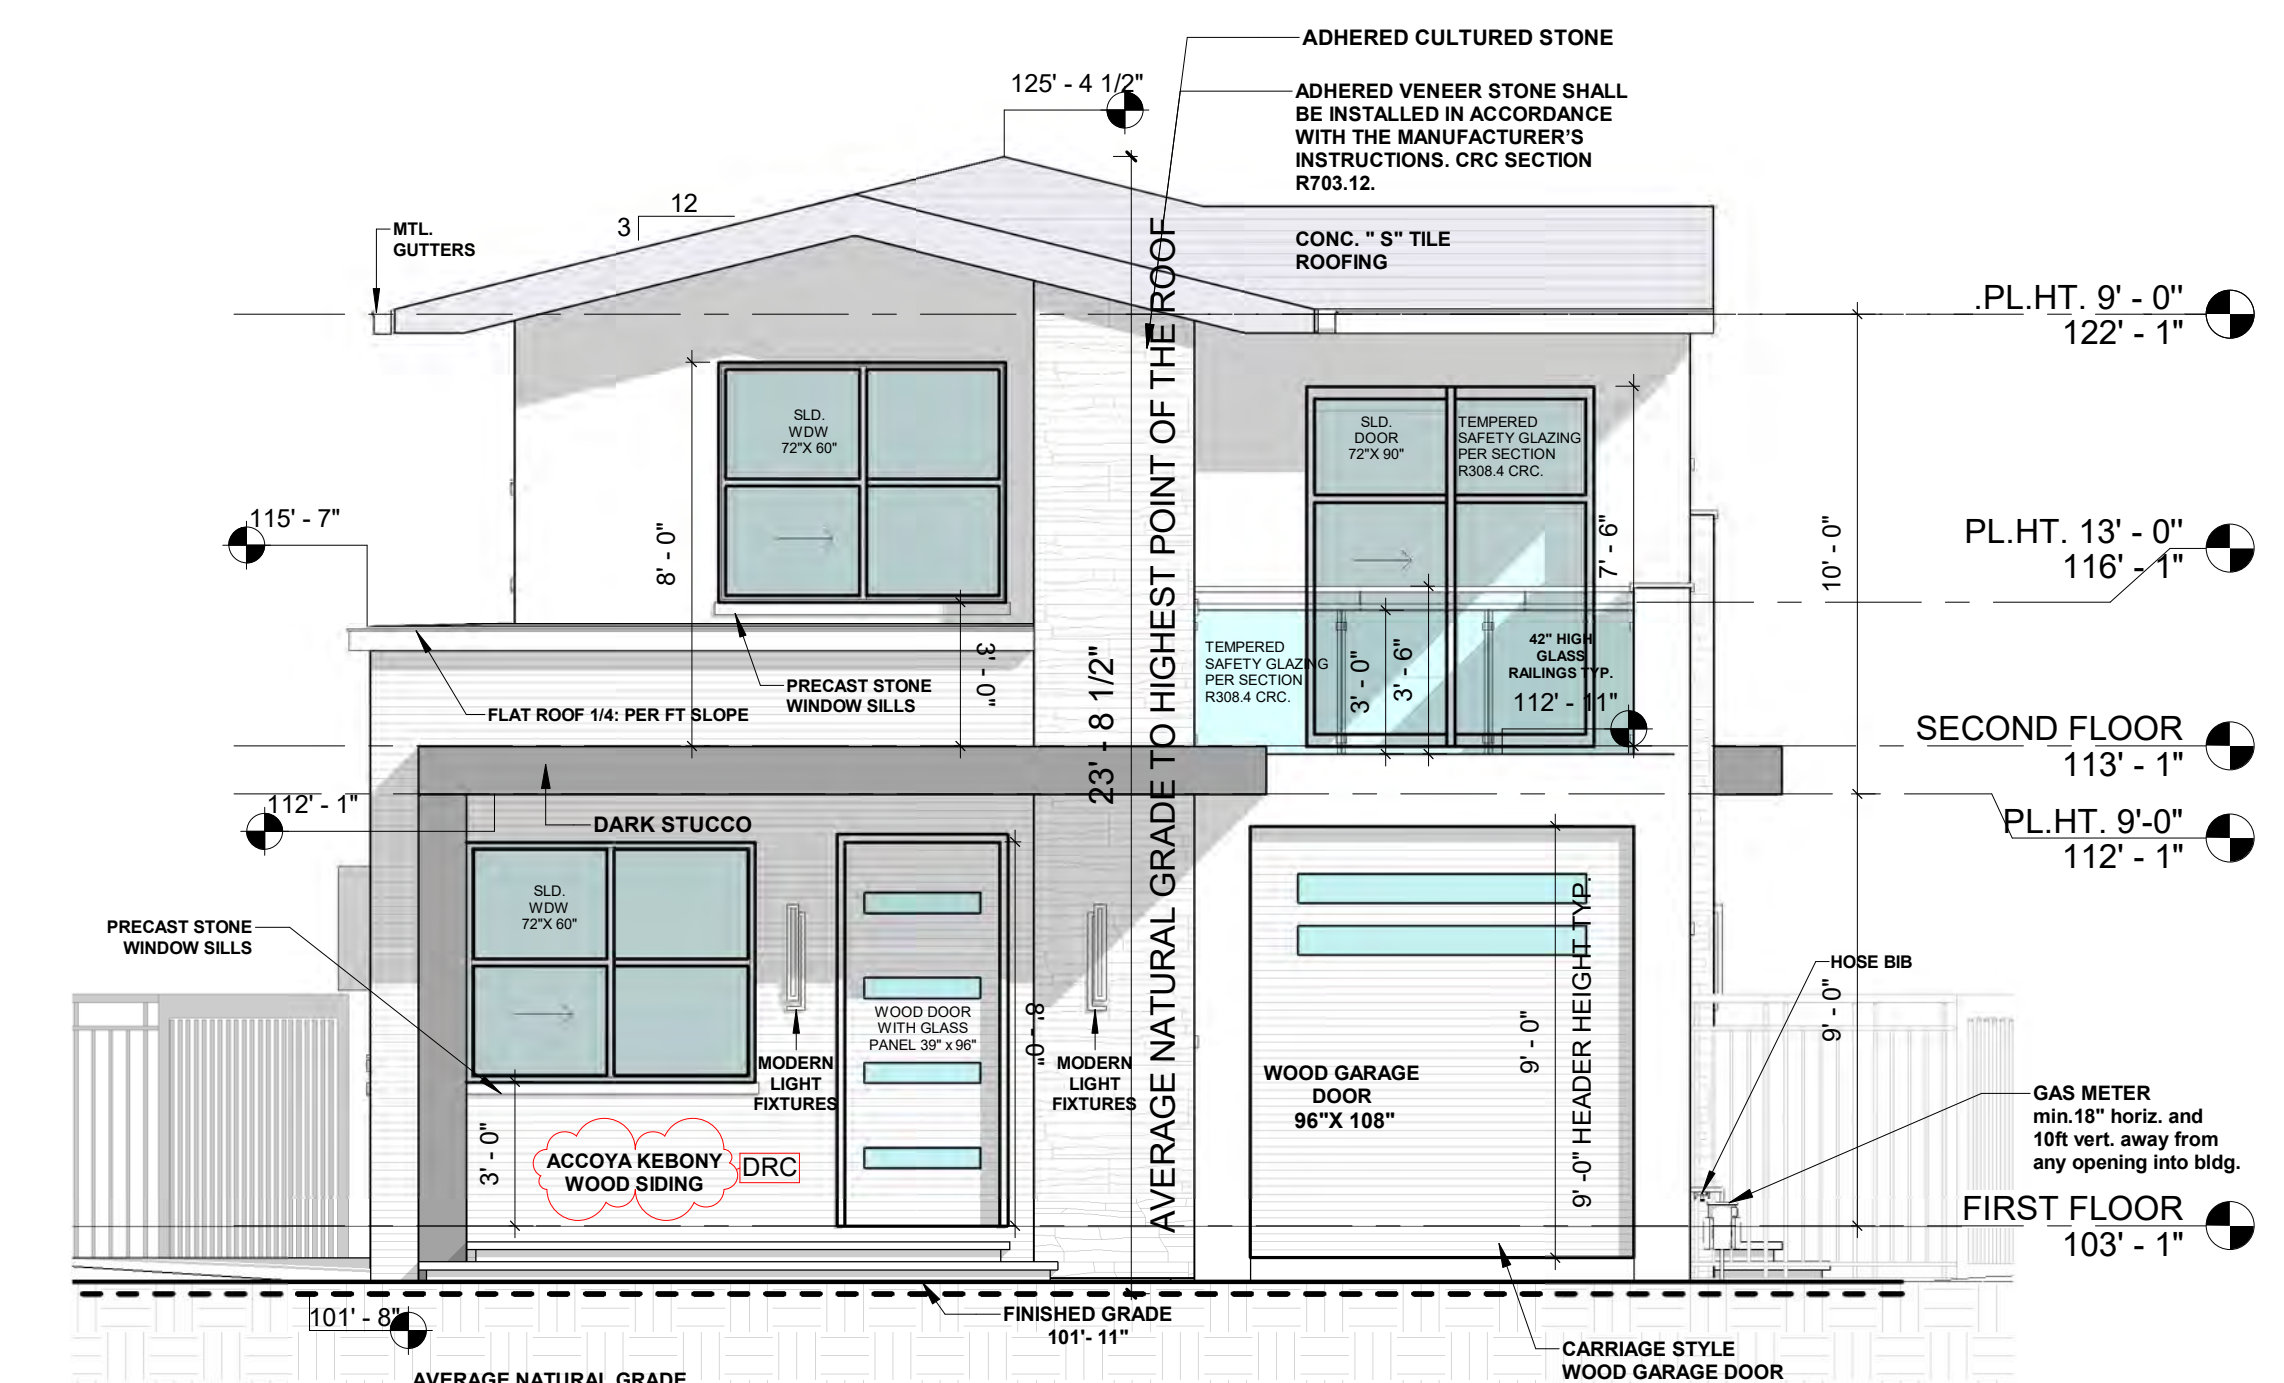 ADHERED CULTURED STONE
125' - 4 1/2"
ADHERED VENEER STONE SHALL
BE INSTALLED IN ACCORDANCE
WITH THE MANUFACTURER'S
INSTRUCTIONS. CRC SECTION
R703.12.
12
3
MTL.
GUTTERS
CONC. " S" TILE
ROOFING
.PL.HT. 9' - 0"
122' - 1"
SLD.
WDW
72"X 60"
SLD.
DOOR
72"X 90"
TEMPERED
SAFETY GLAZING
PER SECTION
R308.4 CRC.
115' - 7"
8' - 0"
7' - 6"
10' - 0"
PL.HT. 13' - 0"
116' - 1"
TEMPERED
SAFETY GLAZING
PER SECTION
R308.4 CRC.
3' - 0"
3' - 6"
42" HIGH
GLASS
RAILINGS TYP.
112' - 11"
3' - 0"
PRECAST STONE
WINDOW SILLS
FLAT ROOF 1/4: PER FT SLOPE
23' - 8 1/2"
AVERAGE NATURAL GRADE TO HIGHEST POINT OF THE ROOF
SECOND FLOOR
113' - 1"
112' - 1"
DARK STUCCO
PL.HT. 9'-0"
112' - 1"
SLD.
WDW
72"X 60"
PRECAST STONE
WINDOW SILLS
HOSE BIB
WOOD DOOR
WITH GLASS
PANEL 39" x 96"
8' - 0"
MODERN
LIGHT
FIXTURES
MODERN
LIGHT
FIXTURES
WOOD GARAGE
DOOR
96"X 108"
9' - 0"
9' -0" HEADER HEIGHT TYP.
9' - 0"
GAS METER
min.18" horiz. and
10ft vert. away from
any opening into bldg.
3' - 0"
ACCOYA KEBONY
WOOD SIDING
DRC
FIRST FLOOR
103' - 1"
101' - 8"
FINISHED GRADE
101'- 11"
CARRIAGE STYLE
WOOD GARAGE DOOR
AVERAGE NATURAL GRADE